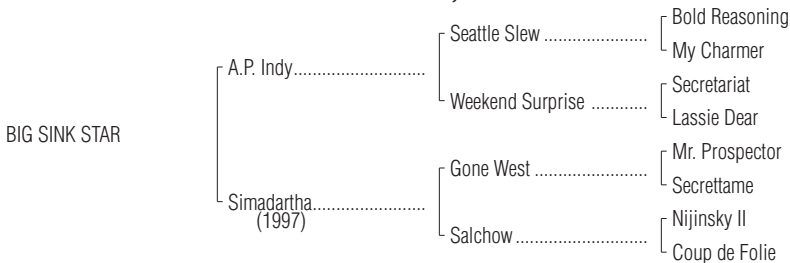 Bold Reasoning
Seattle Slew ......................
My Charmer
A.P. Indy............................
Secretariat
Weekend Surprise ............
Lassie Dear
BIG SINK STAR
Mr. Prospector
Gone West ........................
Secrettame
Simadartha........................
(1997)
Nijinsky II
Salchow ............................
Coup de Folie